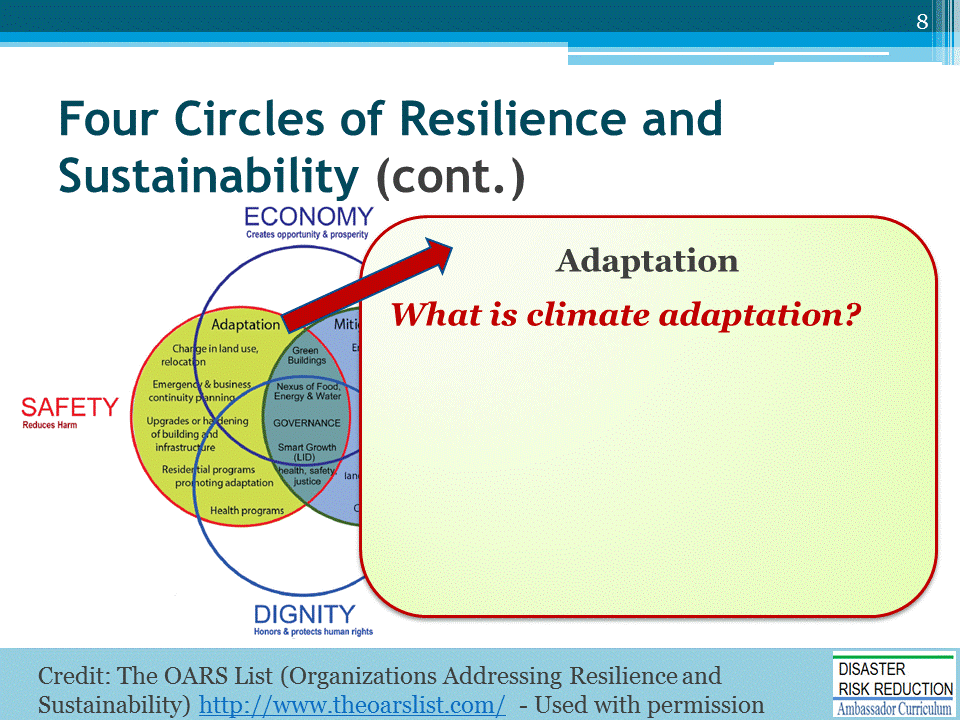 8
Four Circles of Resilience and
Sustainability (cont.)
ECONOMY
Creates opportunity & prosperity
Adaptation
What is climate adaptation?
Adaptation
Change in land use,
relocation
Emergency & business
continuity planning
Upgrades or hardening
of building and
infrastructure
Residential programs
promoting adaptation
Health programs
Miti
Green
Buildings
Nexus of Food,
Energy & Water
GOVERNANCE
Smart Growth
(LID)
health, safety,
justice
SAFETY
Reduces Harm
DIGNITY
Honors & protects human rights
Credit: The OARS List (Organizations Addressing Resilience and
Sustainability) http://www.theoarslist.com/ - Used with permission
DISASTER
RISK REDUCTION
Ambassador Curriculum